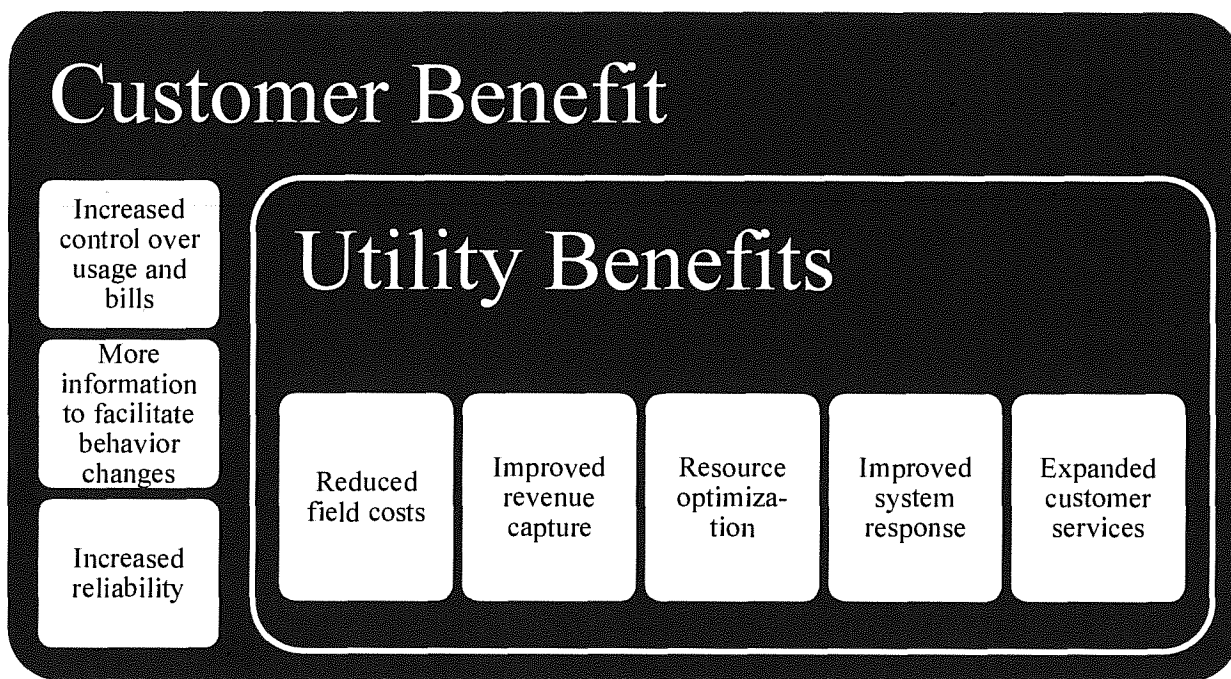 Customer Benefit
Increased
control over
usage and
bills
More
information
to facilitate
behavior
changes
Increased
reliability
Utility Benefits
Reduced
field costs
Improved
revenue
capture
Resource
optimiza-
tion
Improved
system
response
Expanded
customer
services